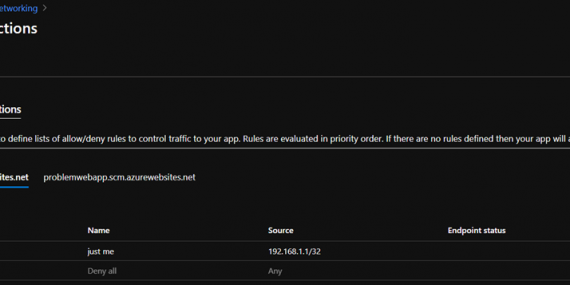 etworking >
ctions
tions
o define lists of allow/deny rules to control traffic to your app. Rules are evaluated in priority order. If there are no rules defined then your app will a
ites.net problemwebapp.scm.azurewebsites.net
Name Source Endpoint status
just me 192.168.1.1/32
Deny all Any